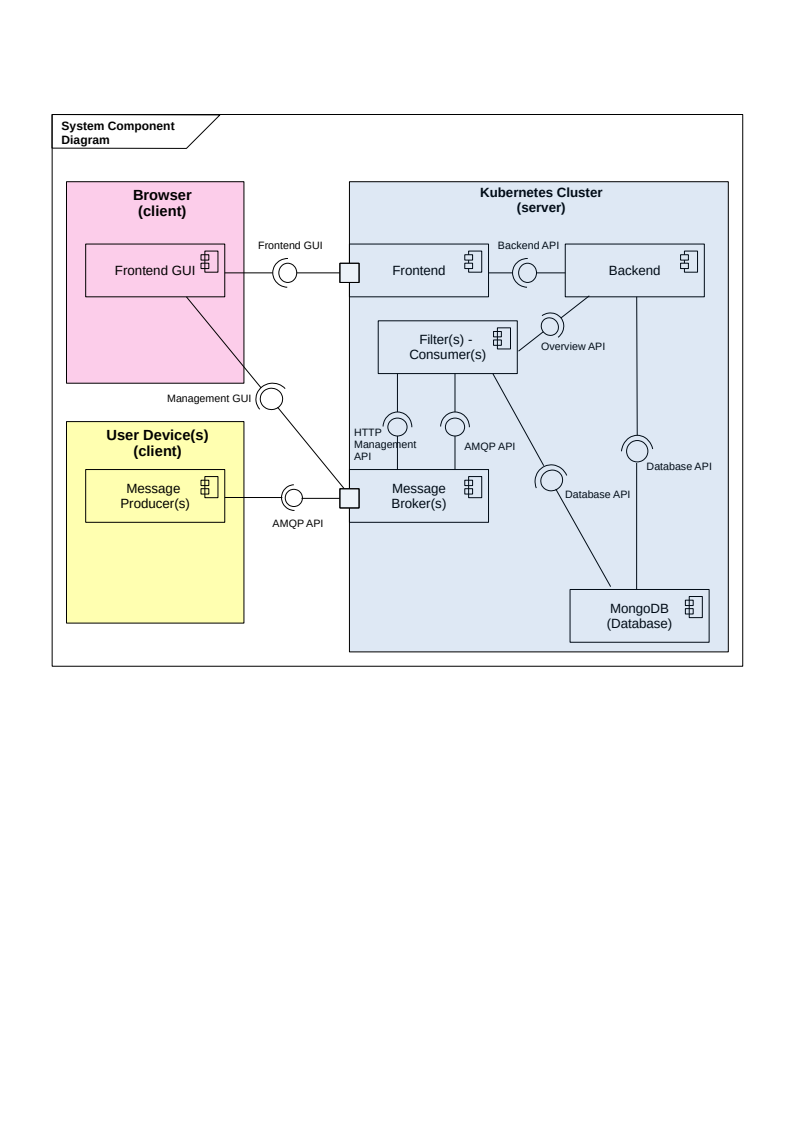 System Component
Diagram
Browser
(client)
Kubernetes Cluster
(server)
Frontend GUI
Frontend GUI
Frontend
Backend API
Backend
Filter(s) -
Consumer(s)
Overview API
Management GUI
User Device(s)
(client)
HTTP
Management
API
AMQP API
Database API
Message
Producer(s)
AMQP API
Message
Broker(s)
Database API
MongoDB
(Database)